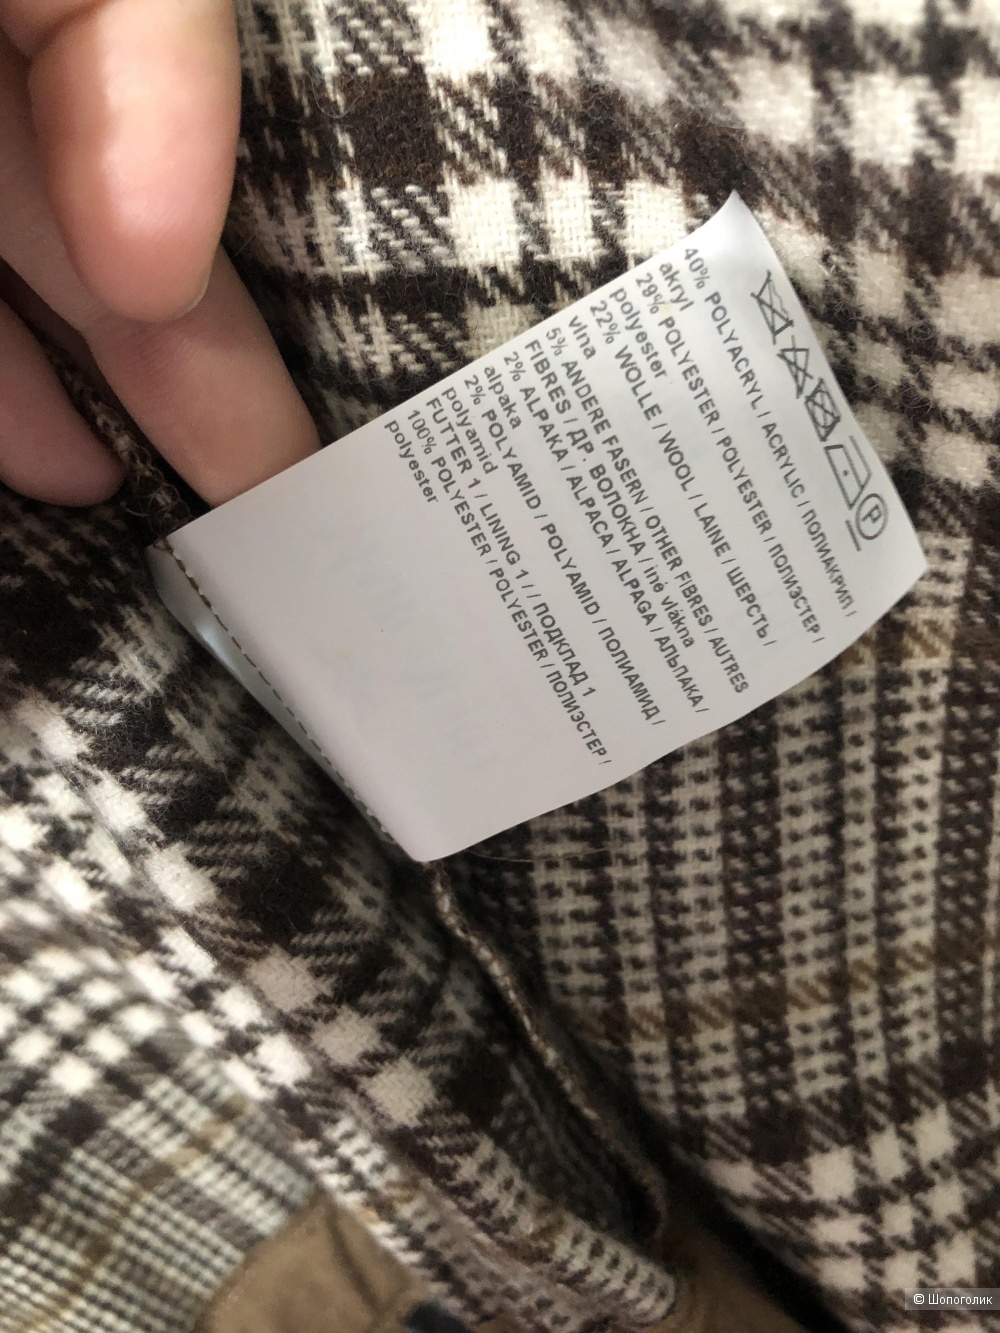 P
40% POLYACRYL / ACRYLIC / ПОЛИАКРИЛ /
akryl
29% POLYESTER / POLYESTER / ПОЛИЭСТЕР /
polyester
22% WOLLE / WOOL / LAINE / ШЕРСТЬ /
vlna
5% ANDERE FASERN / OTHER FIBRES / AUTRES
FIBRES / ДР. ВОЛОКНА / iné vlákna
2% ALPAKA / ALPACA / ALPAGA / АЛЬПАКА /
alpaka
2% POLYAMID / POLYAMID / ПОЛИАМИД /
polyamid
FUTTER 1 / LINING 1 / / ПОДКЛАД 1
100% POLYESTER / POLYESTER / ПОЛИЭСТЕР /
polyester
© Шопоголик